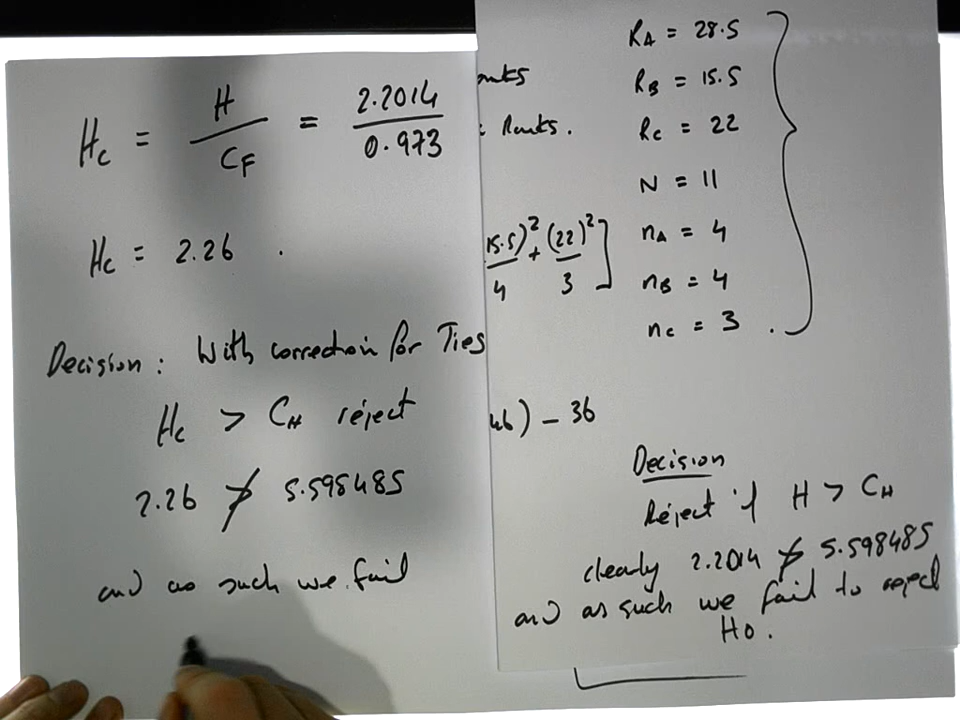 Hc = H / CF = 2.2014 / 0.973
Hc = 2.26 .
Decision : With correction for Ties
Hc > CH reject
2.26 ≯ 5.598485
and as such we fail
Ranks.
15.5)² / 4 + (22)² / 3 ]
) - 36
RA = 28.5
RB = 15.5
Rc = 22
N = 11
nA = 4
nB = 4
nc = 3 .
Decision
Reject if H > CH
clearly 2.2014 ≯ 5.598485
and as such we fail to reject
Ho.